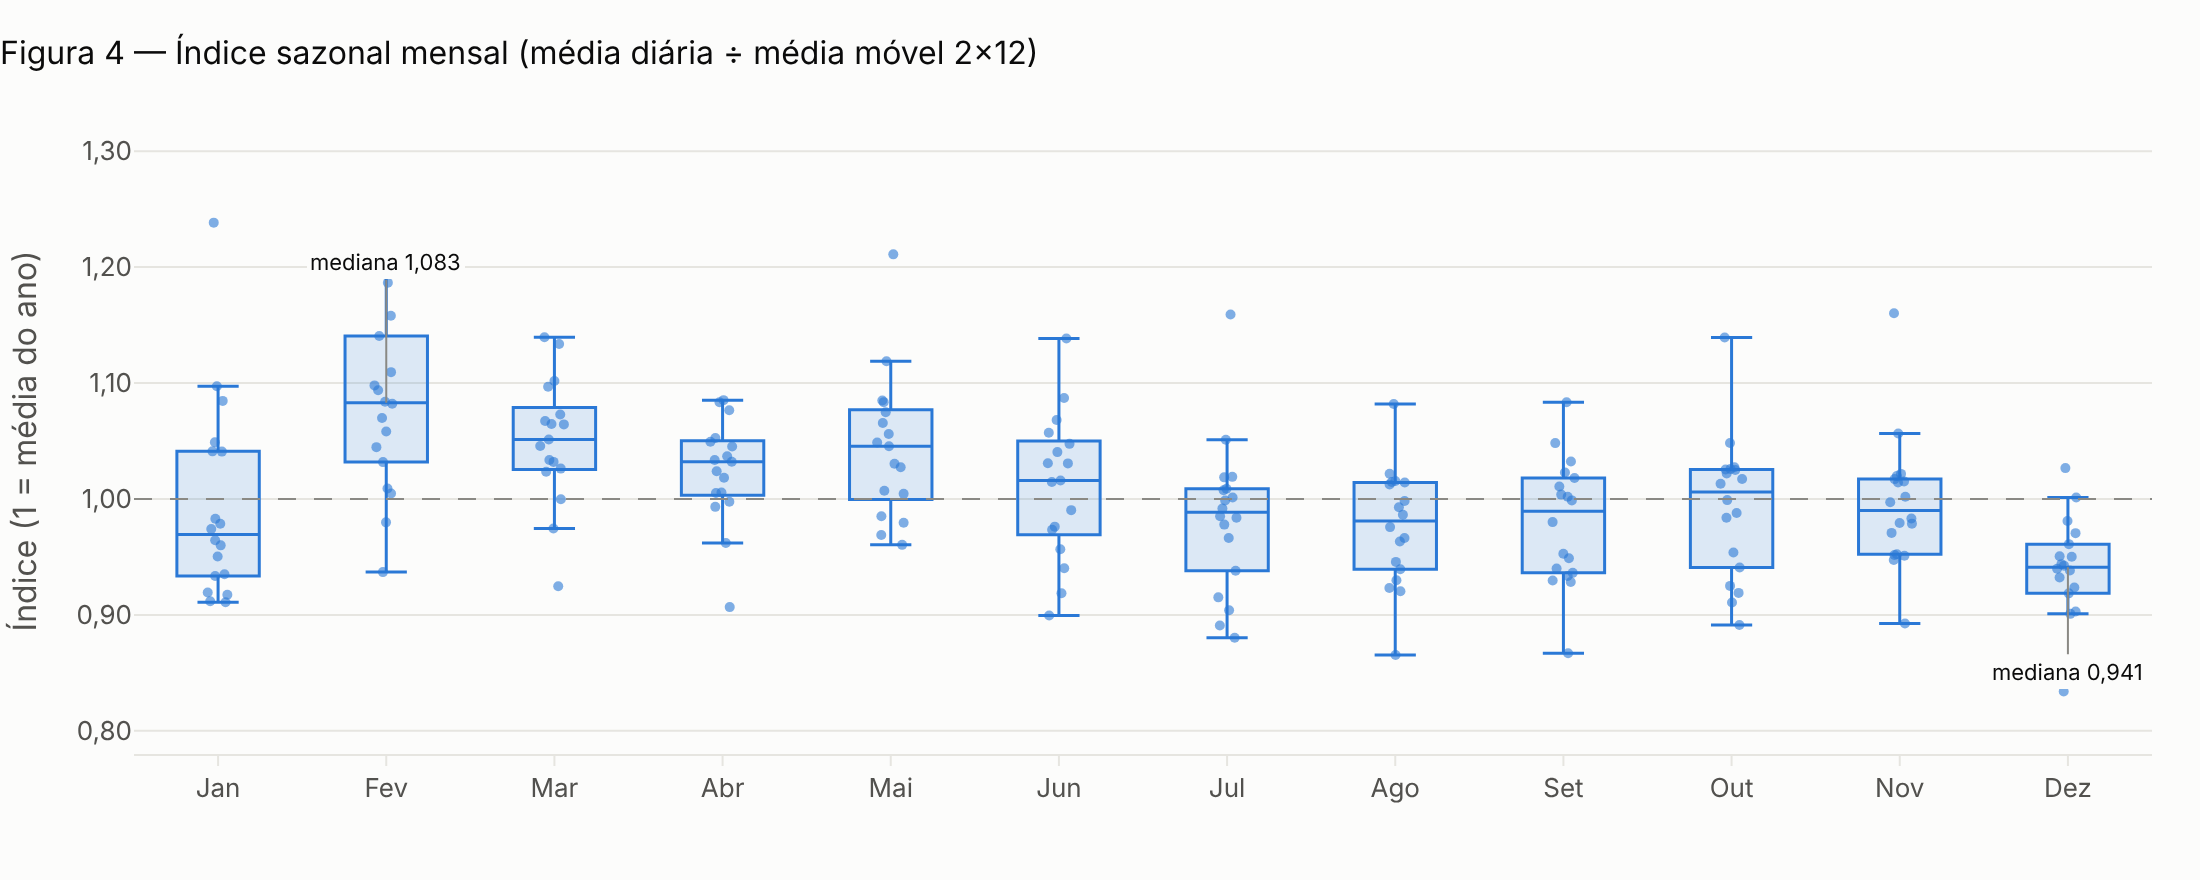 Figura 4 — Índice sazonal mensal (média diária ÷ média móvel 2×12)
Índice (1 = média do ano)
1,30
1,20
1,10
1,00
0,90
0,80
mediana 1,083
mediana 0,941
Jan Fev Mar Abr Mai Jun Jul Ago Set Out Nov Dez